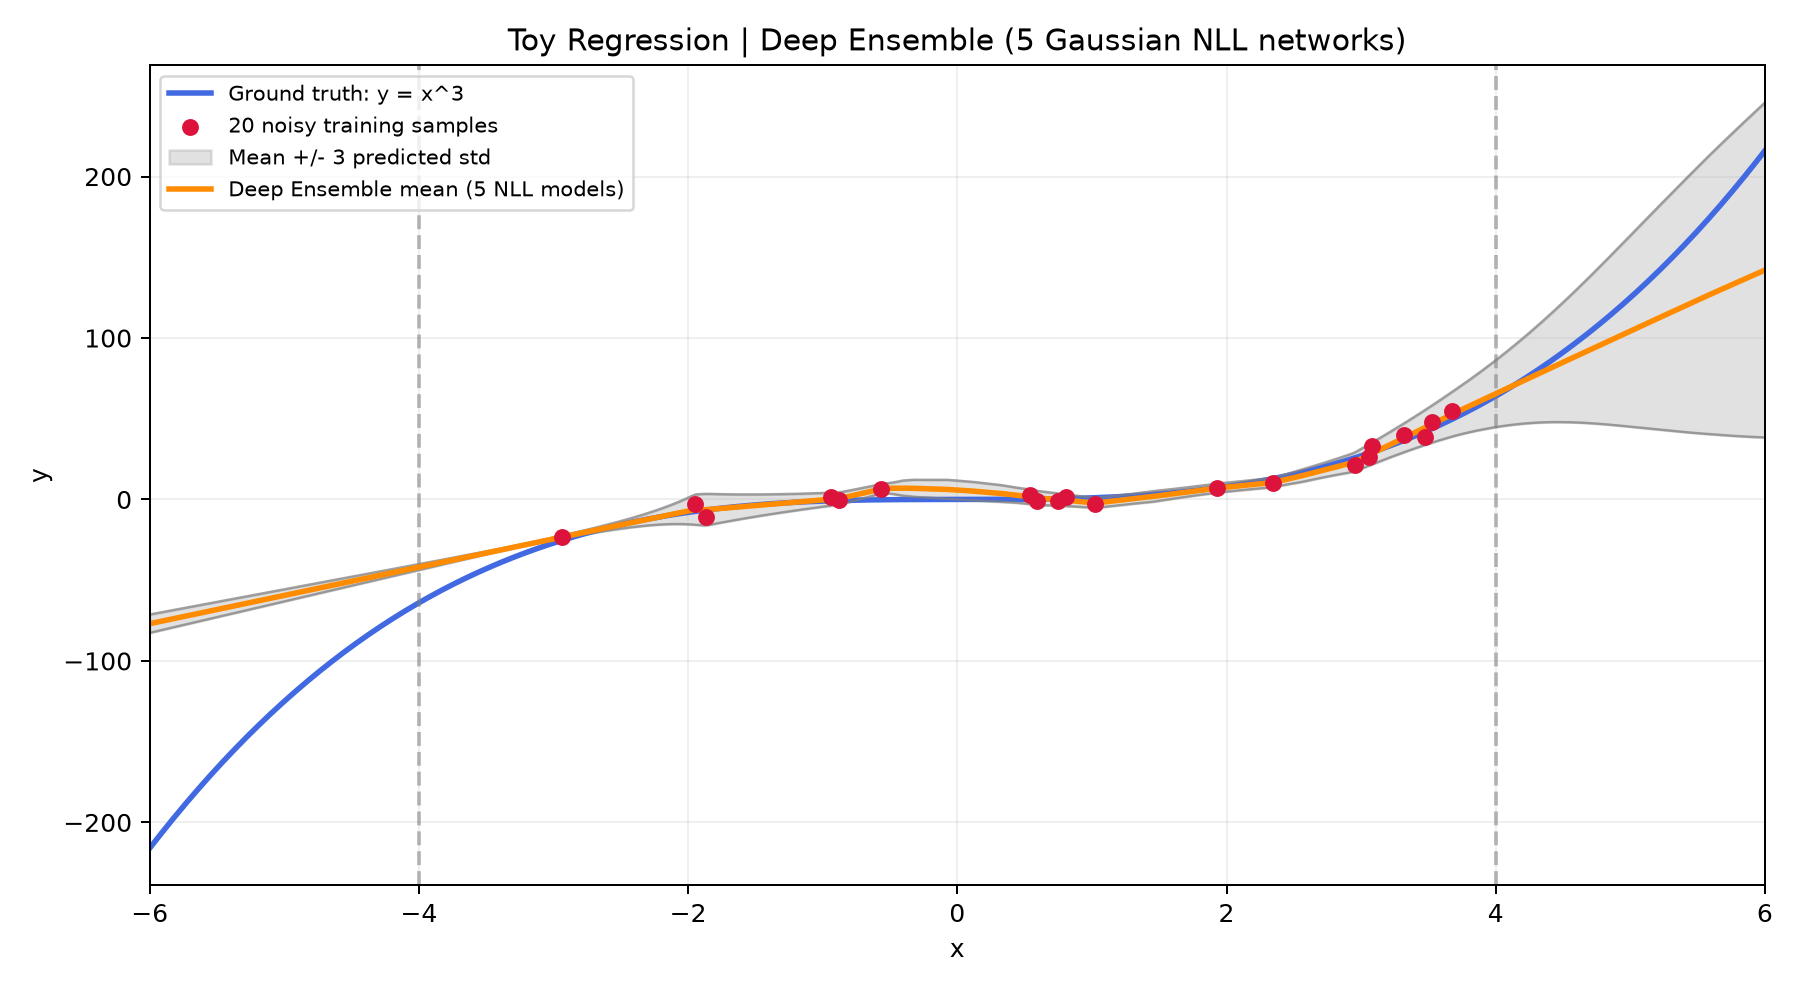 Toy Regression | Deep Ensemble (5 Gaussian NLL networks)
Ground truth: y = x^3
20 noisy training samples
Mean +/- 3 predicted std
Deep Ensemble mean (5 NLL models)
200
100
0
−100
−200
y
−6 −4 −2 0 2 4 6
x